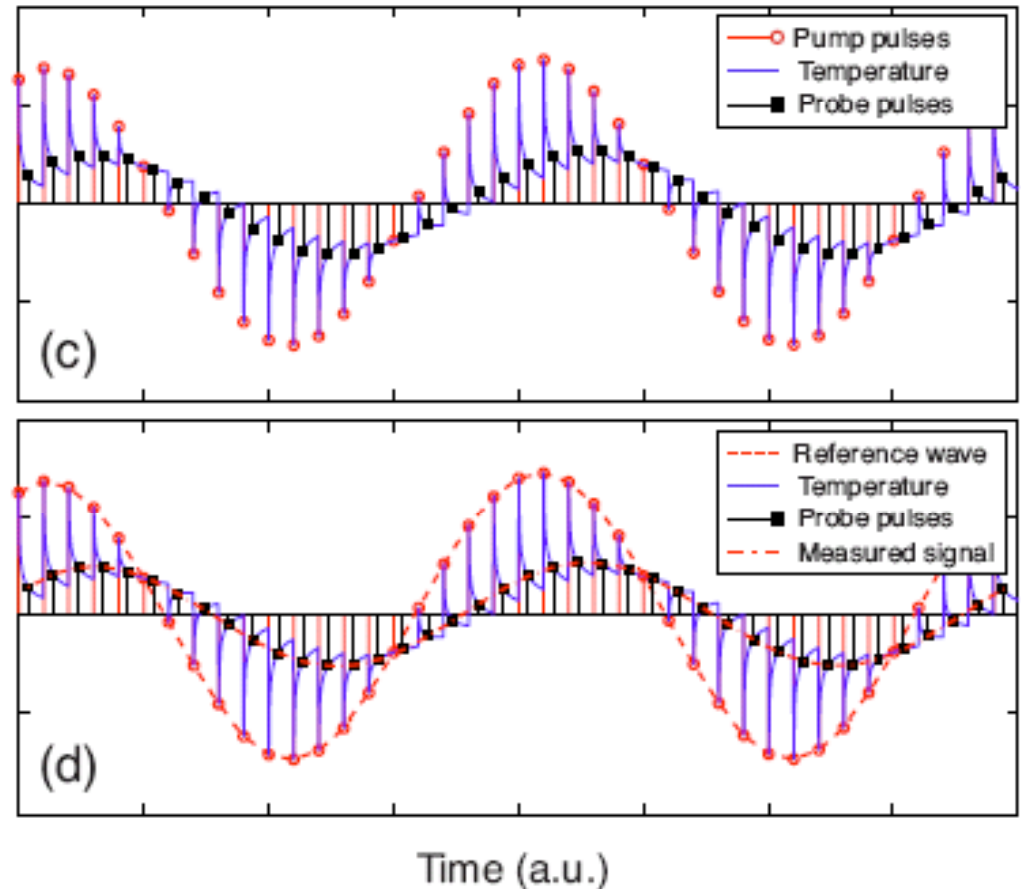 Pump pulses
Temperature
Probe pulses
(c)
Reference wave
Temperature
Probe pulses
Measured signal
(d)
Time (a.u.)